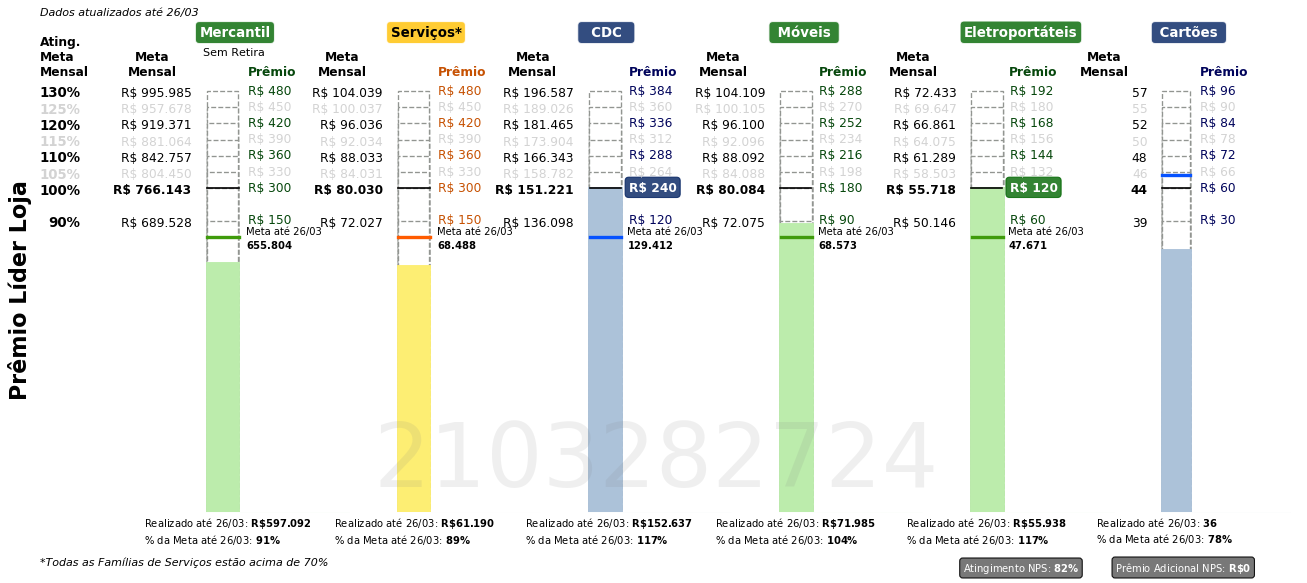 Dados atualizados até 26/03
Mercantil Serviços* CDC Móveis Eletroportáteis Cartões
Sem Retira
Ating. Meta Mensal
Meta Mensal Prêmio Meta Mensal Prêmio Meta Mensal Prêmio Meta Mensal Prêmio Meta Mensal Prêmio Meta Mensal Prêmio
130% R$ 995.985 R$ 480 R$ 104.039 R$ 480 R$ 196.587 R$ 384 R$ 104.109 R$ 288 R$ 72.433 R$ 192 57 R$ 96
125% R$ 957.678 R$ 450 R$ 100.037 R$ 450 R$ 189.026 R$ 360 R$ 100.105 R$ 270 R$ 69.647 R$ 180 55 R$ 90
120% R$ 919.371 R$ 420 R$ 96.036 R$ 420 R$ 181.465 R$ 336 R$ 96.100 R$ 252 R$ 66.861 R$ 168 52 R$ 84
115% R$ 881.064 R$ 390 R$ 92.034 R$ 390 R$ 173.904 R$ 312 R$ 92.096 R$ 234 R$ 64.075 R$ 156 50 R$ 78
110% R$ 842.757 R$ 360 R$ 88.033 R$ 360 R$ 166.343 R$ 288 R$ 88.092 R$ 216 R$ 61.289 R$ 144 48 R$ 72
105% R$ 804.450 R$ 330 R$ 84.031 R$ 330 R$ 158.782 R$ 264 R$ 84.088 R$ 198 R$ 58.503 R$ 132 46 R$ 66
100% R$ 766.143 R$ 300 R$ 80.030 R$ 300 R$ 151.221 R$ 240 R$ 80.084 R$ 180 R$ 55.718 R$ 120 44 R$ 60
90% R$ 689.528 R$ 150 R$ 72.027 R$ 150 R$ 136.098 R$ 120 R$ 72.075 R$ 90 R$ 50.146 R$ 60 39 R$ 30
Meta até 26/03 Meta até 26/03 Meta até 26/03 Meta até 26/03 Meta até 26/03
655.804 68.488 129.412 68.573 47.671
Prêmio Líder Loja
2103282724
Realizado até 26/03: R$597.092 Realizado até 26/03: R$61.190 Realizado até 26/03: R$152.637 Realizado até 26/03: R$71.985 Realizado até 26/03: R$55.938 Realizado até 26/03: 36
% da Meta até 26/03: 91% % da Meta até 26/03: 89% % da Meta até 26/03: 117% % da Meta até 26/03: 104% % da Meta até 26/03: 117% % da Meta até 26/03: 78%
*Todas as Famílias de Serviços estão acima de 70% Atingimento NPS: 82% Prêmio Adicional NPS: R$0